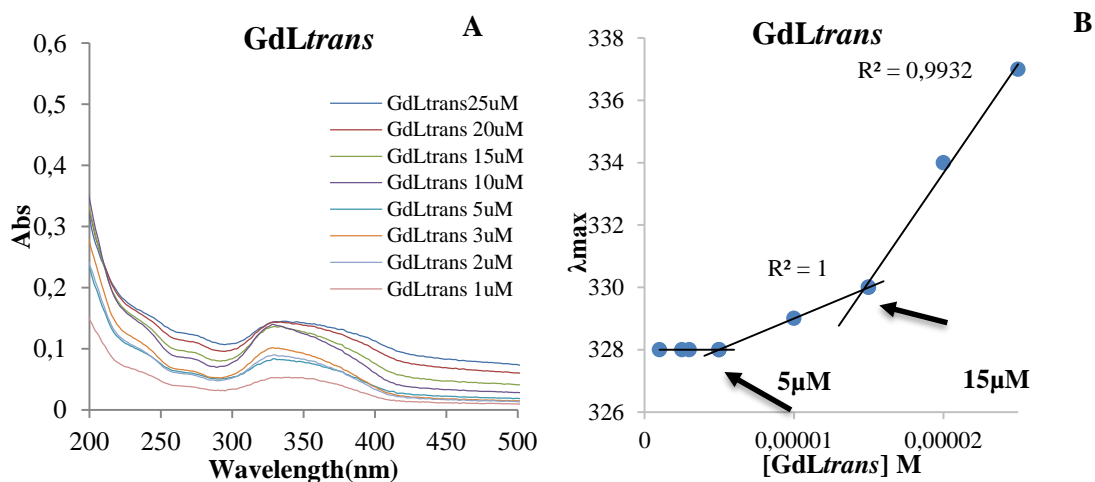 GdLtrans
A
0,6
0,5
0,4
0,3
0,2
0,1
0
Abs
200
250
300
350
400
450
500
Wavelength(nm)
GdLtrans25uM
GdLtrans 20uM
GdLtrans 15uM
GdLtrans 10uM
GdLtrans 5uM
GdLtrans 3uM
GdLtrans 2uM
GdLtrans 1uM
GdLtrans
B
338
336
334
332
330
328
326
λmax
R² = 0,9932
R² = 1
5μM
15μM
0
0,00001
0,00002
[GdLtrans] M